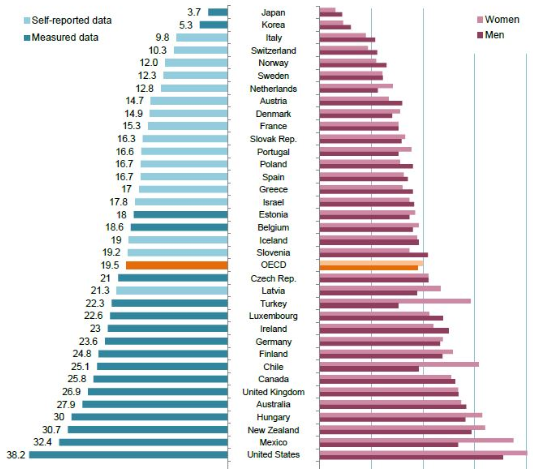 Self-reported data
Measured data
Women
Men
3.7 Japan
5.3 Korea
9.8 Italy
10.3 Switzerland
12.0 Norway
12.3 Sweden
12.8 Netherlands
14.7 Austria
14.9 Denmark
15.3 France
16.3 Slovak Rep.
16.6 Portugal
16.7 Poland
16.7 Spain
17 Greece
17.8 Israel
18 Estonia
18.6 Belgium
19 Iceland
19.2 Slovenia
19.5 OECD
21 Czech Rep.
21.3 Latvia
22.3 Turkey
22.6 Luxembourg
23 Ireland
23.6 Germany
24.8 Finland
25.1 Chile
25.8 Canada
26.9 United Kingdom
27.9 Australia
30 Hungary
30.7 New Zealand
32.4 Mexico
38.2 United States